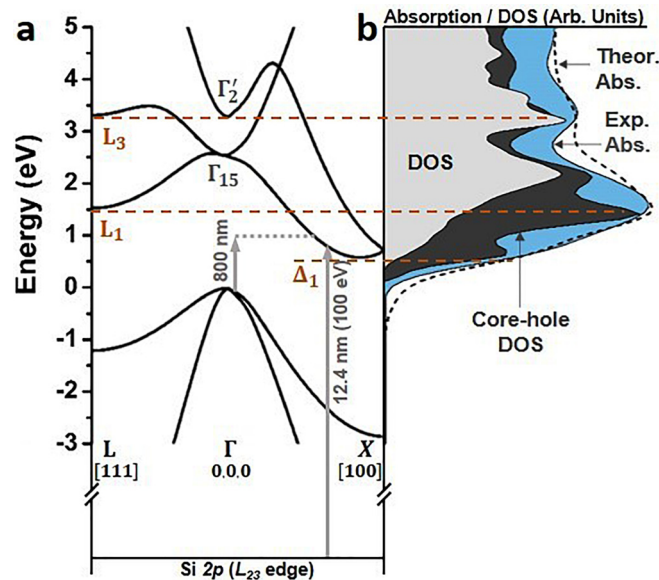 a
b
Absorption / DOS (Arb. Units)
Energy (eV)
5
4
3
2
1
0
-1
-2
-3
Γ′2
L3
Γ15
L1
Δ1
800 nm
12.4 nm (100 eV)
L
[111]
Γ
0,0,0
X
[100]
Si 2p (L23 edge)
Theor.
Abs.
Exp.
Abs.
DOS
Core-hole
DOS